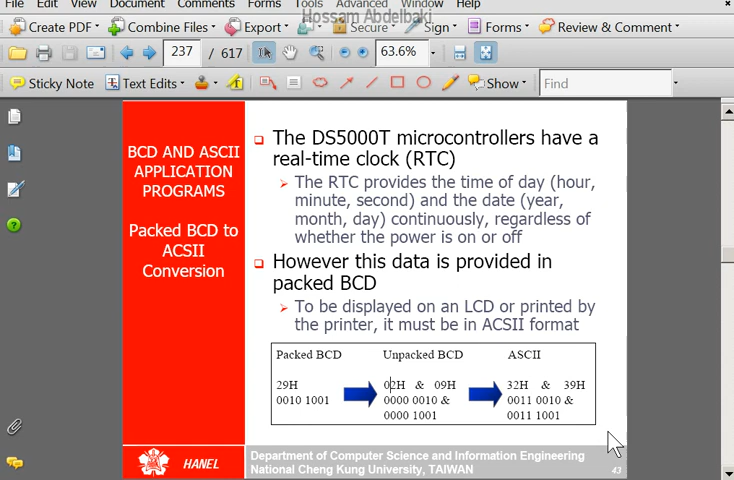 File Edit View Document Comments Forms Tools Advanced Window Help
Hossam Abdelbaki
Create PDF Combine Files Export Secure Sign Forms Review & Comment
237 / 617 63.6%
Sticky Note Text Edits Show Find
BCD AND ASCII
APPLICATION
PROGRAMS
Packed BCD to
ACSII
Conversion
The DS5000T microcontrollers have a
real-time clock (RTC)
The RTC provides the time of day (hour,
minute, second) and the date (year,
month, day) continuously, regardless of
whether the power is on or off
However this data is provided in
packed BCD
To be displayed on an LCD or printed by
the printer, it must be in ACSII format
Packed BCD Unpacked BCD ASCII
29H 02H & 09H 32H & 39H
0010 1001 0000 0010 & 0011 0010 &
0000 1001 0011 1001
HANEL
Department of Computer Science and Information Engineering
National Cheng Kung University, TAIWAN
43